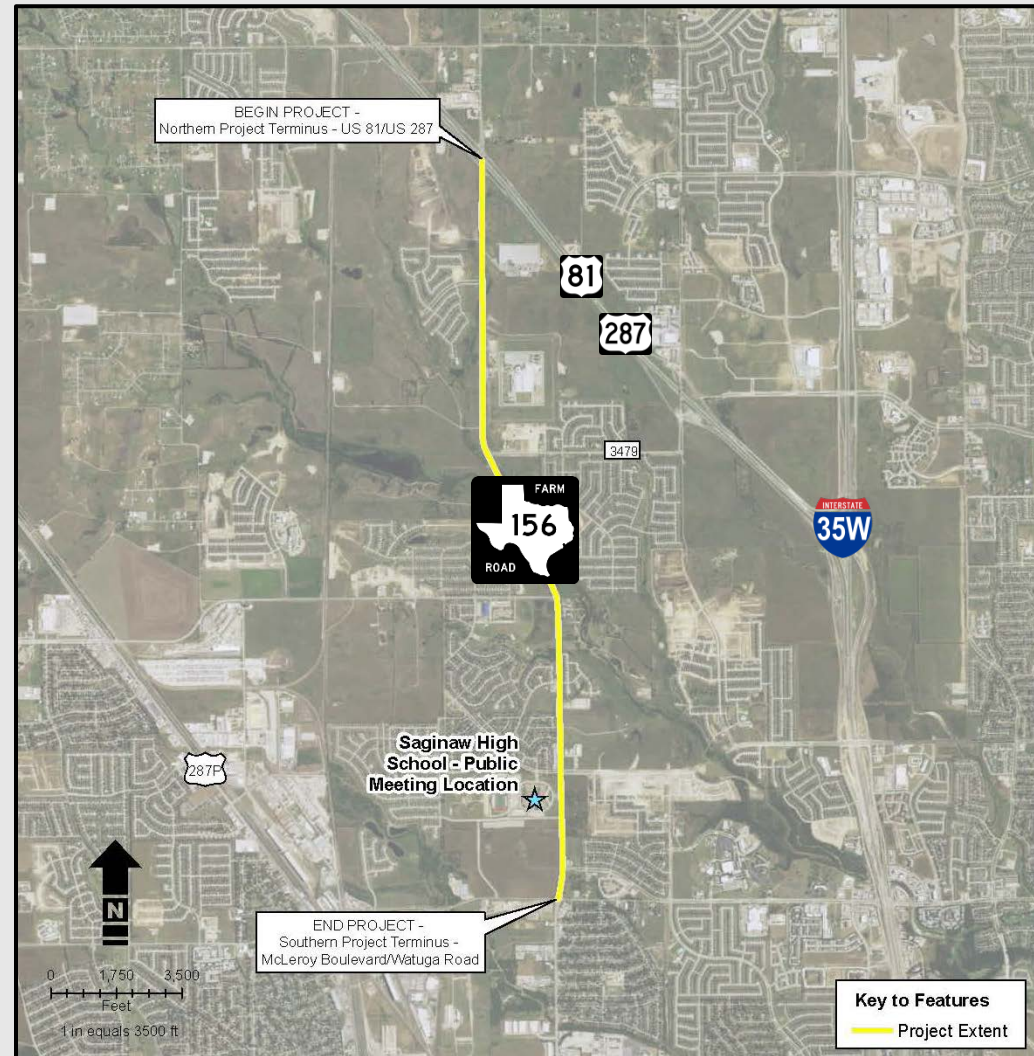 BEGIN PROJECT -
Northern Project Terminus - US 81/US 287
81
287
3479
FARM
156
ROAD
INTERSTATE
35W
Saginaw High
School - Public
Meeting Location
287P
N
END PROJECT -
Southern Project Terminus -
McLeroy Boulevard/Watuga Road
0 1,750 3,500
Feet
1 in equals 3500 ft
Key to Features
Project Extent